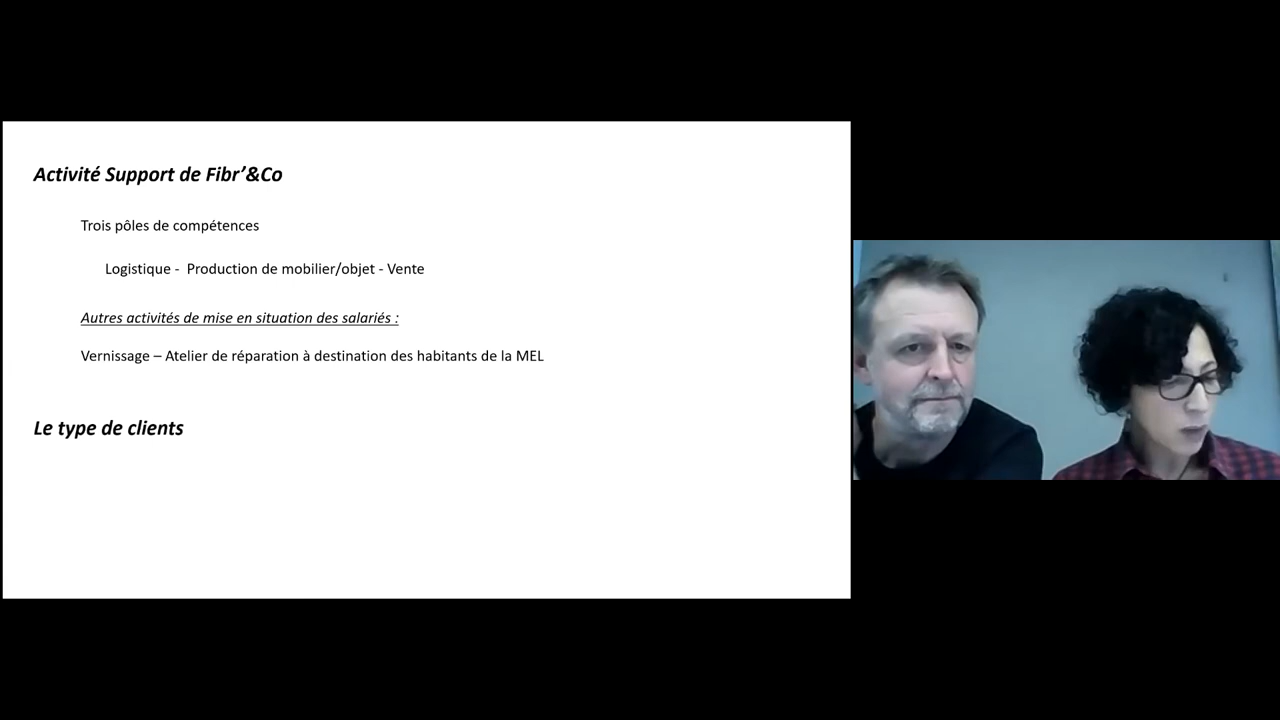 Activité Support de Fibr’&Co
Trois pôles de compétences
Logistique - Production de mobilier/objet - Vente
Autres activités de mise en situation des salariés :
Vernissage – Atelier de réparation à destination des habitants de la MEL
Le type de clients